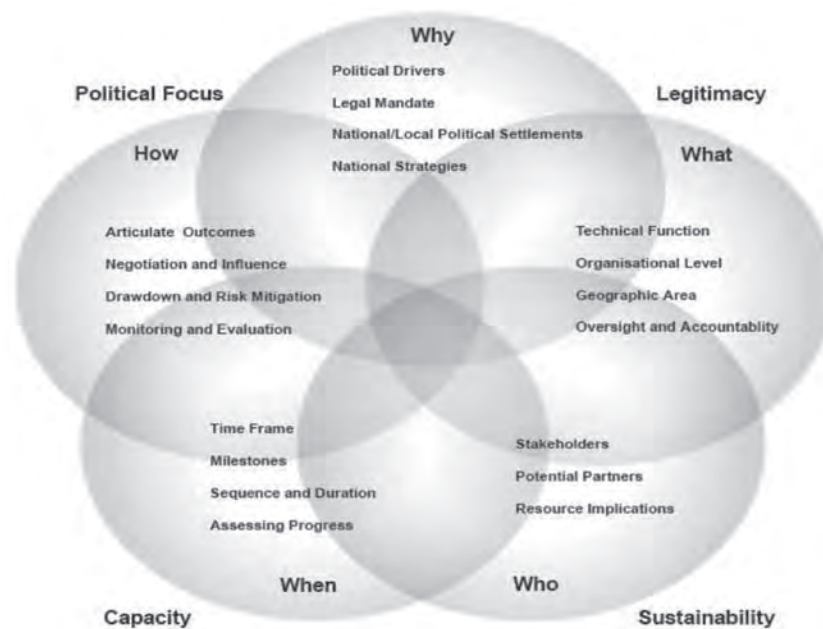 Why
Political Drivers
Political Focus
Legitimacy
Legal Mandate
National/Local Political Settlements
How
What
National Strategies
Articulate Outcomes
Negotiation and Influence
Drawdown and Risk Mitigation
Monitoring and Evaluation
Technical Function
Organisational Level
Geographic Area
Oversight and Accountablity
Time Frame
Milestones
Sequence and Duration
Assessing Progress
Stakeholders
Potential Partners
Resource Implications
When
Who
Capacity
Sustainability